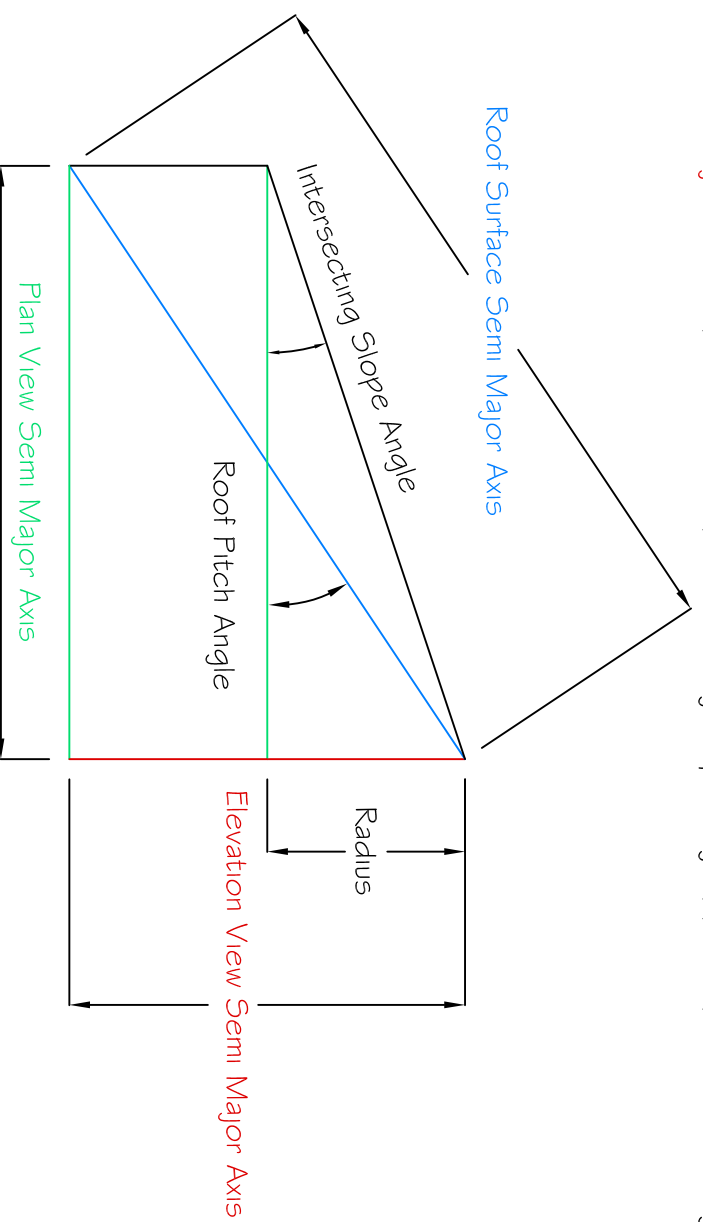 Roof Surface Semi Major Axis
Intersecting Slope Angle
Roof Pitch Angle
Radius
Elevation View Semi Major Axis
Plan View Semi Major Axis